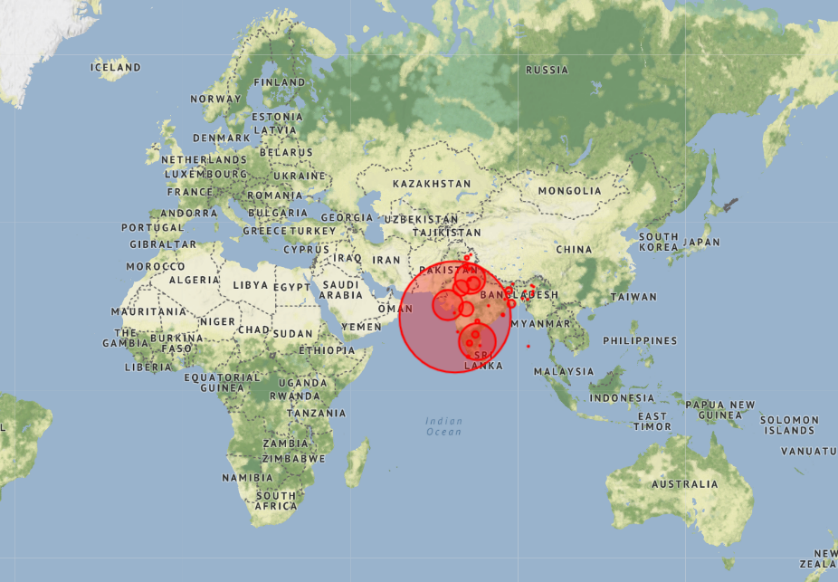 ICELAND
RUSSIA
FINLAND
NORWAY
ESTONIA
LATVIA
DENMARK
BELARUS
NETHERLANDS
LUXEMBOURG
UKRAINE
KAZAKHSTAN
MONGOLIA
FRANCE
ROMANIA
ANDORRA
BULGARIA
GEORGIA
UZBEKISTAN
PORTUGAL
GREECE
TURKEY
TAJIKISTAN
GIBRALTAR
CYPRUS
CHINA
SOUTH
KOREA
JAPAN
MOROCCO
IRAQ
IRAN
PAKISTAN
ALGERIA
LIBYA
EGYPT
SAUDI
ARABIA
BANGLADESH
TAIWAN
OMAN
MAURITANIA
NIGER
CHAD
SUDAN
YEMEN
MYANMAR
THE
GAMBIA
BURKINA
FASO
ETHIOPIA
PHILIPPINES
LIBERIA
SRI
LANKA
MALAYSIA
EQUATORIAL
GUINEA
UGANDA
RWANDA
INDONESIA
PAPUA NEW
GUINEA
TANZANIA
EAST
TIMOR
SOLOMON
ISLANDS
L
Indian
Ocean
ZAMBIA
ZIMBABWE
VANUATU
NAMIBIA
AUSTRALIA
SOUTH
AFRICA
NEW
ZEALA